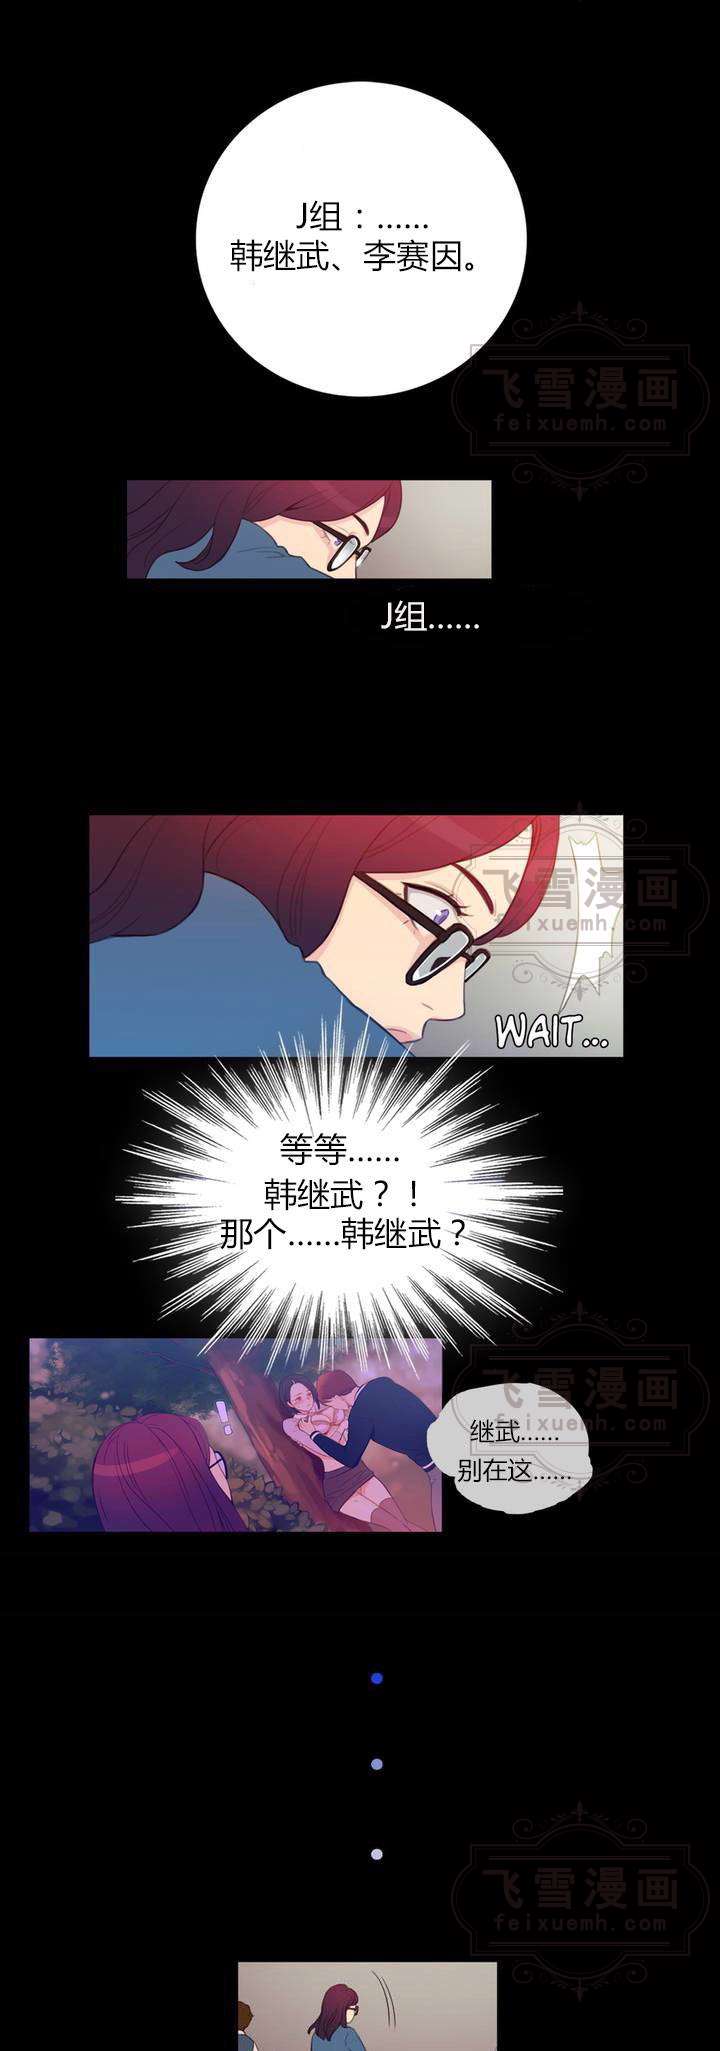 J组：......
韩继武、李赛因。
飞雪漫画
feixuemh.com
J组......
飞雪漫画
feixuemh.com
WAIT...
等等......
韩继武？！
那个......韩继武？
飞雪漫画
feixuemh.com
继武......
别在这......
飞雪漫画
feixuemh.com